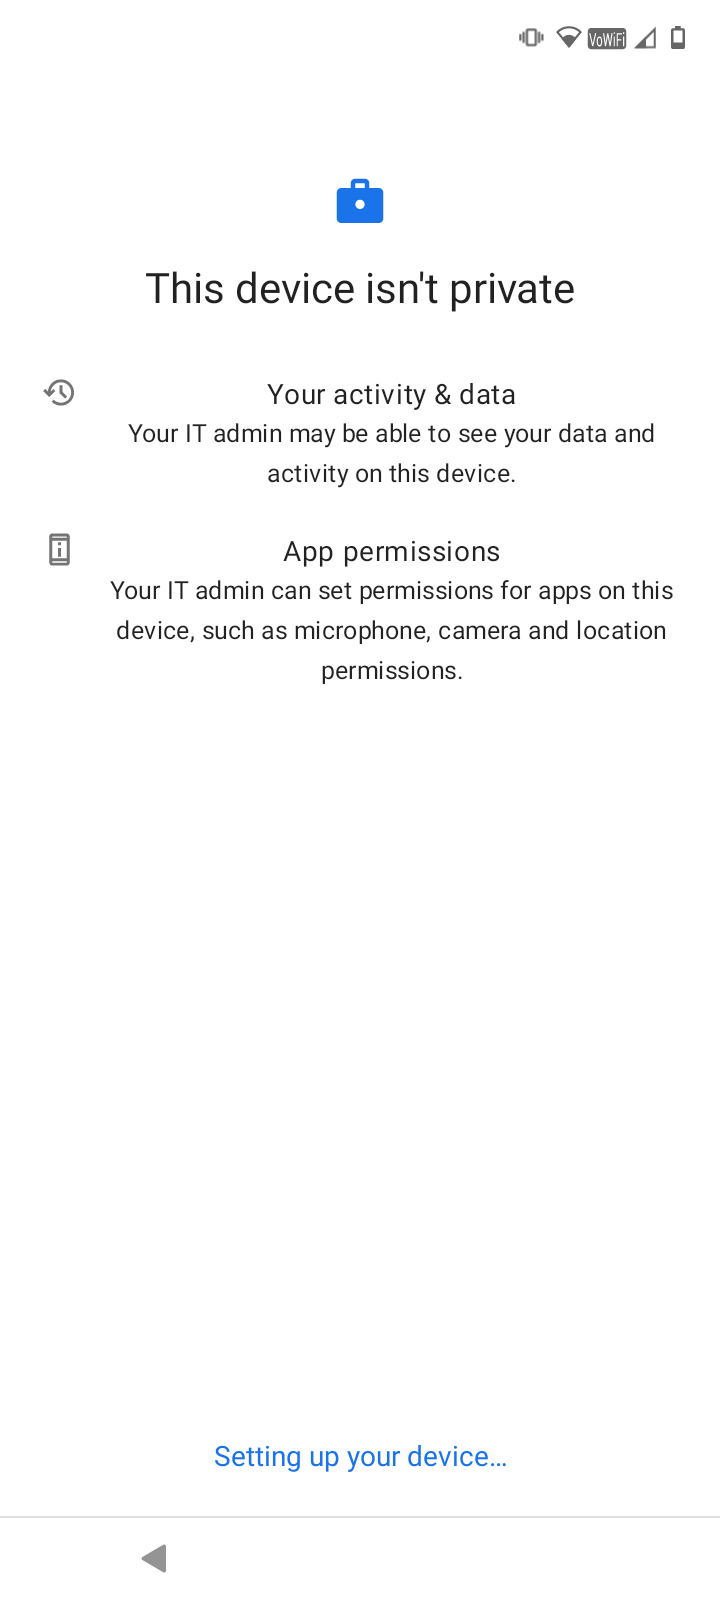 VoWiFi
This device isn't private
Your activity & data
Your IT admin may be able to see your data and
activity on this device.
App permissions
Your IT admin can set permissions for apps on this
device, such as microphone, camera and location
permissions.
Setting up your device…